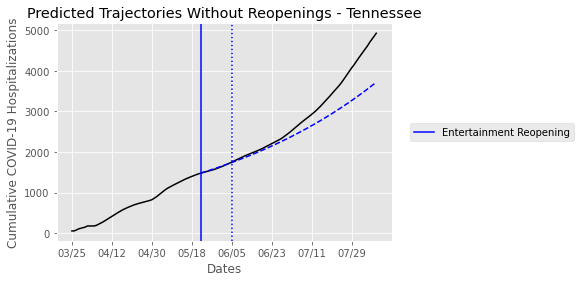 Predicted Trajectories Without Reopenings - Tennessee
Cumulative COVID-19 Hospitalizations
5000
4000
3000
2000
1000
0
03/25 04/12 04/30 05/18 06/05 06/23 07/11 07/29
Dates
Entertainment Reopening